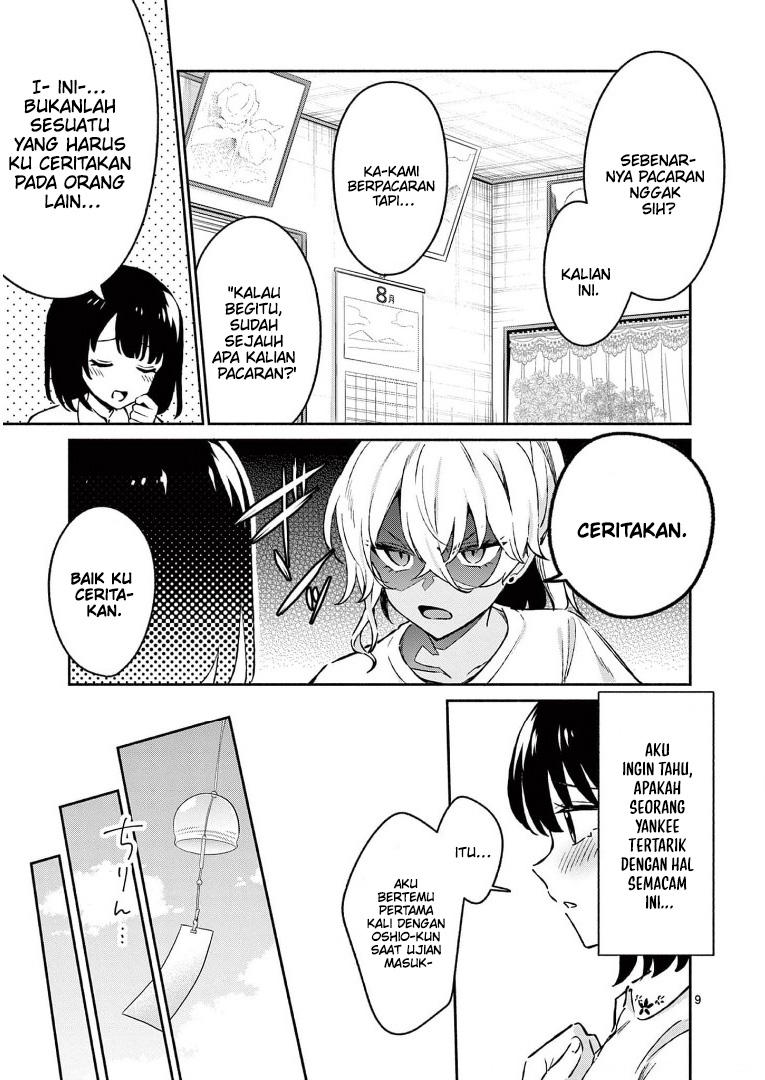 SEBENAR-
NYA PACARAN
NGGAK
SIH?
KALIAN
INI.
KA-KAMI
BERPACARAN
TAPI...
8月
"KALAU
BEGITU,
SUDAH
SEJAUH
APA KALIAN
PACARAN?'
I- INI-...
BUKANLAH
SESUATU
YANG HARUS
KU CERITAKAN
PADA ORANG
LAIN...
CERITAKAN.
BAIK KU
CERITA-
KAN.
AKU
INGIN TAHU,
APAKAH
SEORANG
YANKEE
TERTARIK
DENGAN HAL
SEMACAM
INI...
ITU...
AKU
BERTEMU
PERTAMA
KALI DENGAN
OSHIO-KUN
SAAT UJIAN
MASUK-
ちりん…
9